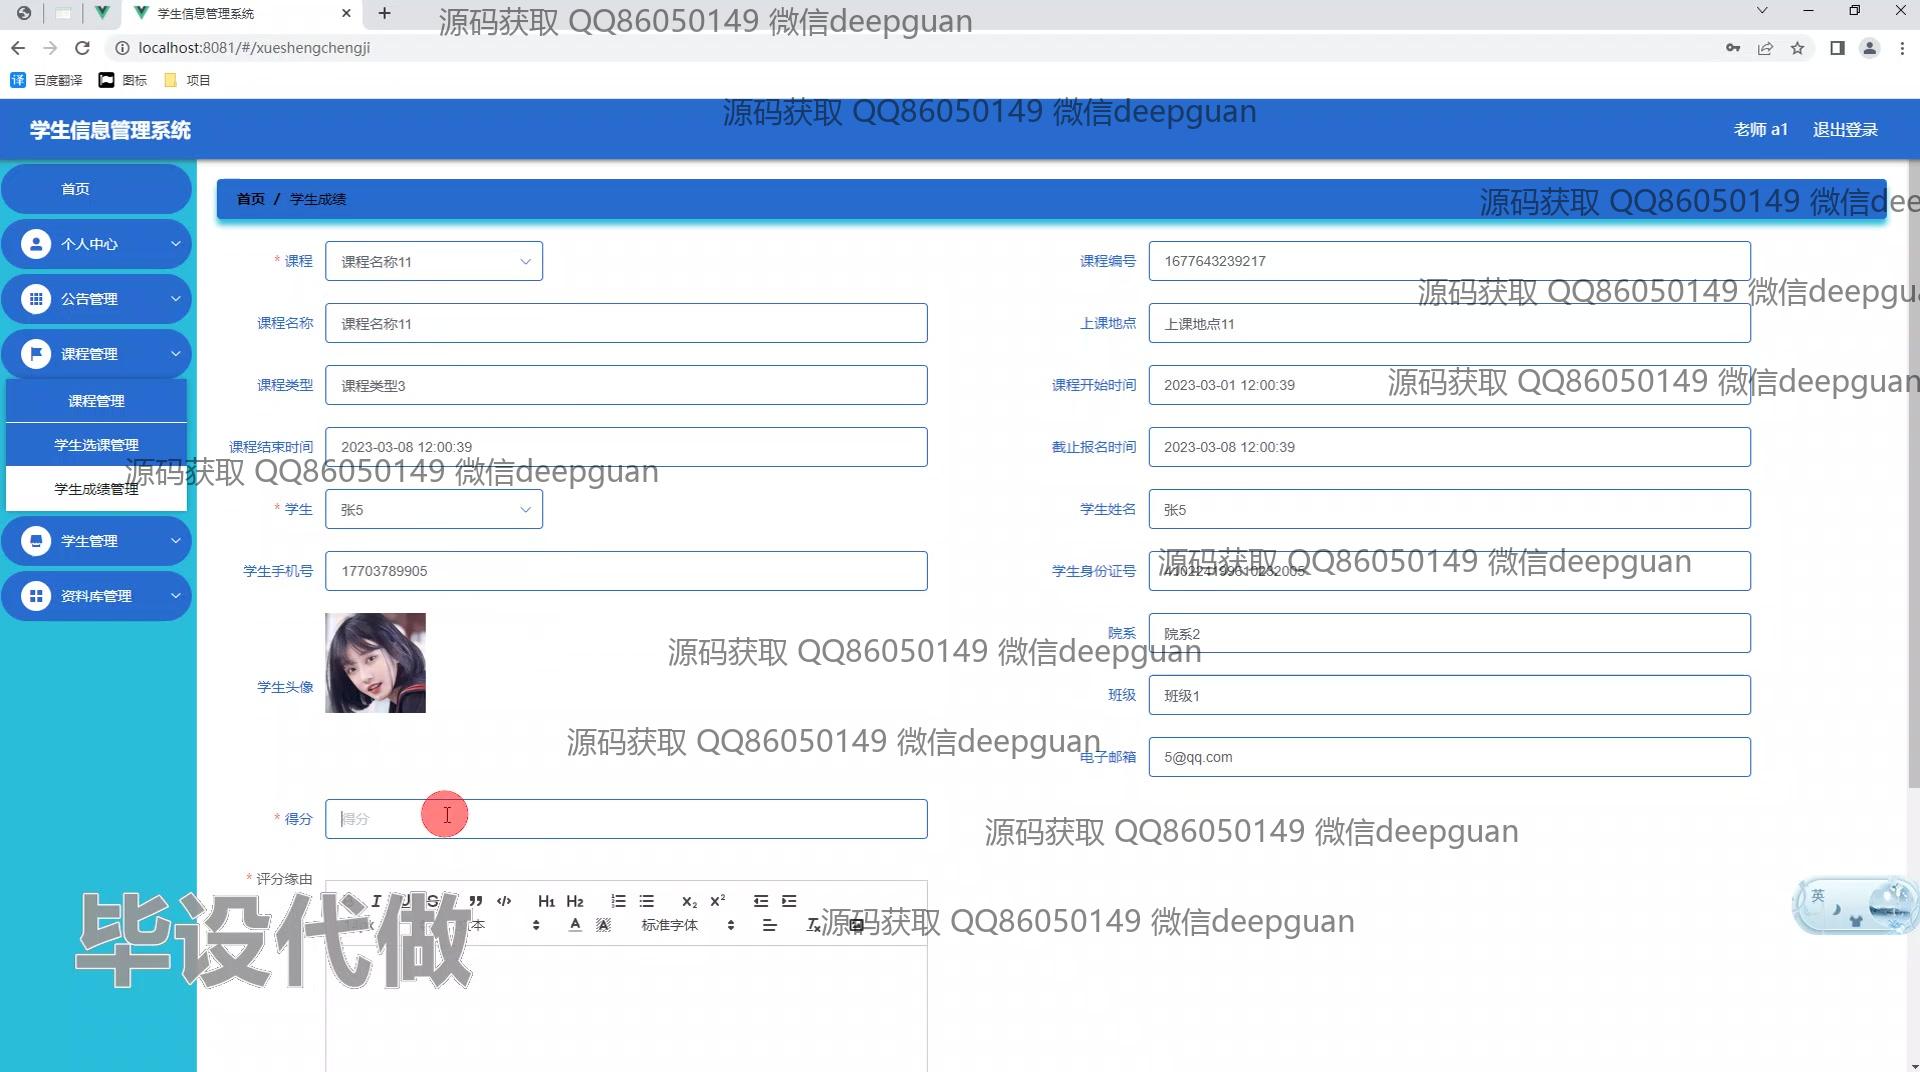 学生信息管理系统
源码获取 QQ86050149 微信deepguan
localhost:8081/#/xueshengchengji
百度翻译 图标 项目
源码获取 QQ86050149 微信deepguan
学生信息管理系统 老师 a1 退出登录
首页
首页 / 学生成绩
源码获取 QQ86050149 微信dee
个人中心
* 课程 课程名称11 课程编号 1677643239217
公告管理
源码获取 QQ86050149 微信deepgu
课程名称 课程名称11 上课地点 上课地点11
课程管理
课程类型 课程类型3 课程开始时间 2023-03-01 12:00:39
源码获取 QQ86050149 微信deepguan
课程管理
学生选课管理
课程结束时间 2023-03-08 12:00:39 截止报名时间 2023-03-08 12:00:39
源码获取 QQ86050149 微信deepguan
学生成绩管理
* 学生 张5 学生姓名 张5
学生管理
源码获取 QQ86050149 微信deepguan
学生手机号 17703789905 学生身份证号
资料库管理
院系 院系2
源码获取 QQ86050149 微信deepguan
学生头像
班级 班级1
源码获取 QQ86050149 微信deepguan
电子邮箱 5@qq.com
* 得分 得分
源码获取 QQ86050149 微信deepguan
* 评分缘由
英
H1 H2 X2 X2
标准字体
源码获取 QQ86050149 微信deepguan
毕设代做